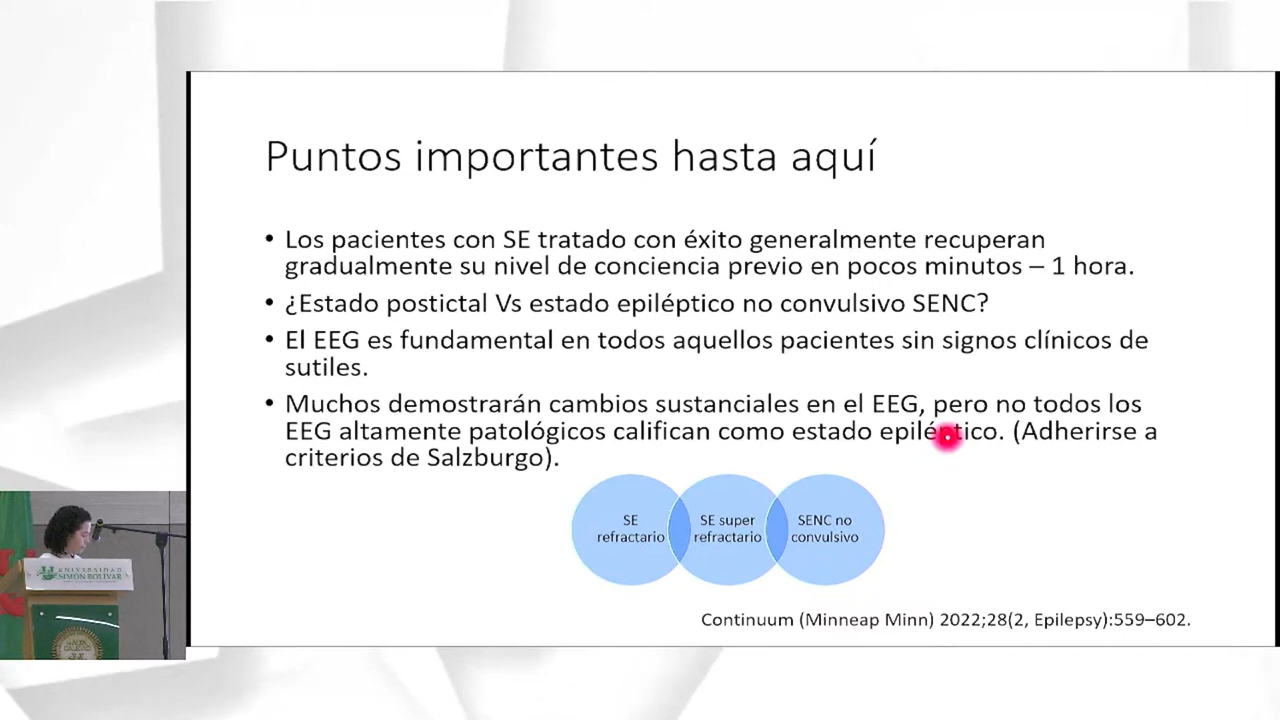 Puntos importantes hasta aquí
• Los pacientes con SE tratado con éxito generalmente recuperan
gradualmente su nivel de conciencia previo en pocos minutos – 1 hora.
• ¿Estado postictal Vs estado epiléptico no convulsivo SENC?
• El EEG es fundamental en todos aquellos pacientes sin signos clínicos de
sutiles.
• Muchos demostrarán cambios sustanciales en el EEG, pero no todos los
EEG altamente patológicos califican como estado epiléptico. (Adherirse a
criterios de Salzburgo).
SE
refractario
SE super
refractario
SENC no
convulsivo
Continuum (Minneap Minn) 2022;28(2, Epilepsy):559–602.
UNIVERSIDAD
SIMÓN BOLÍVAR